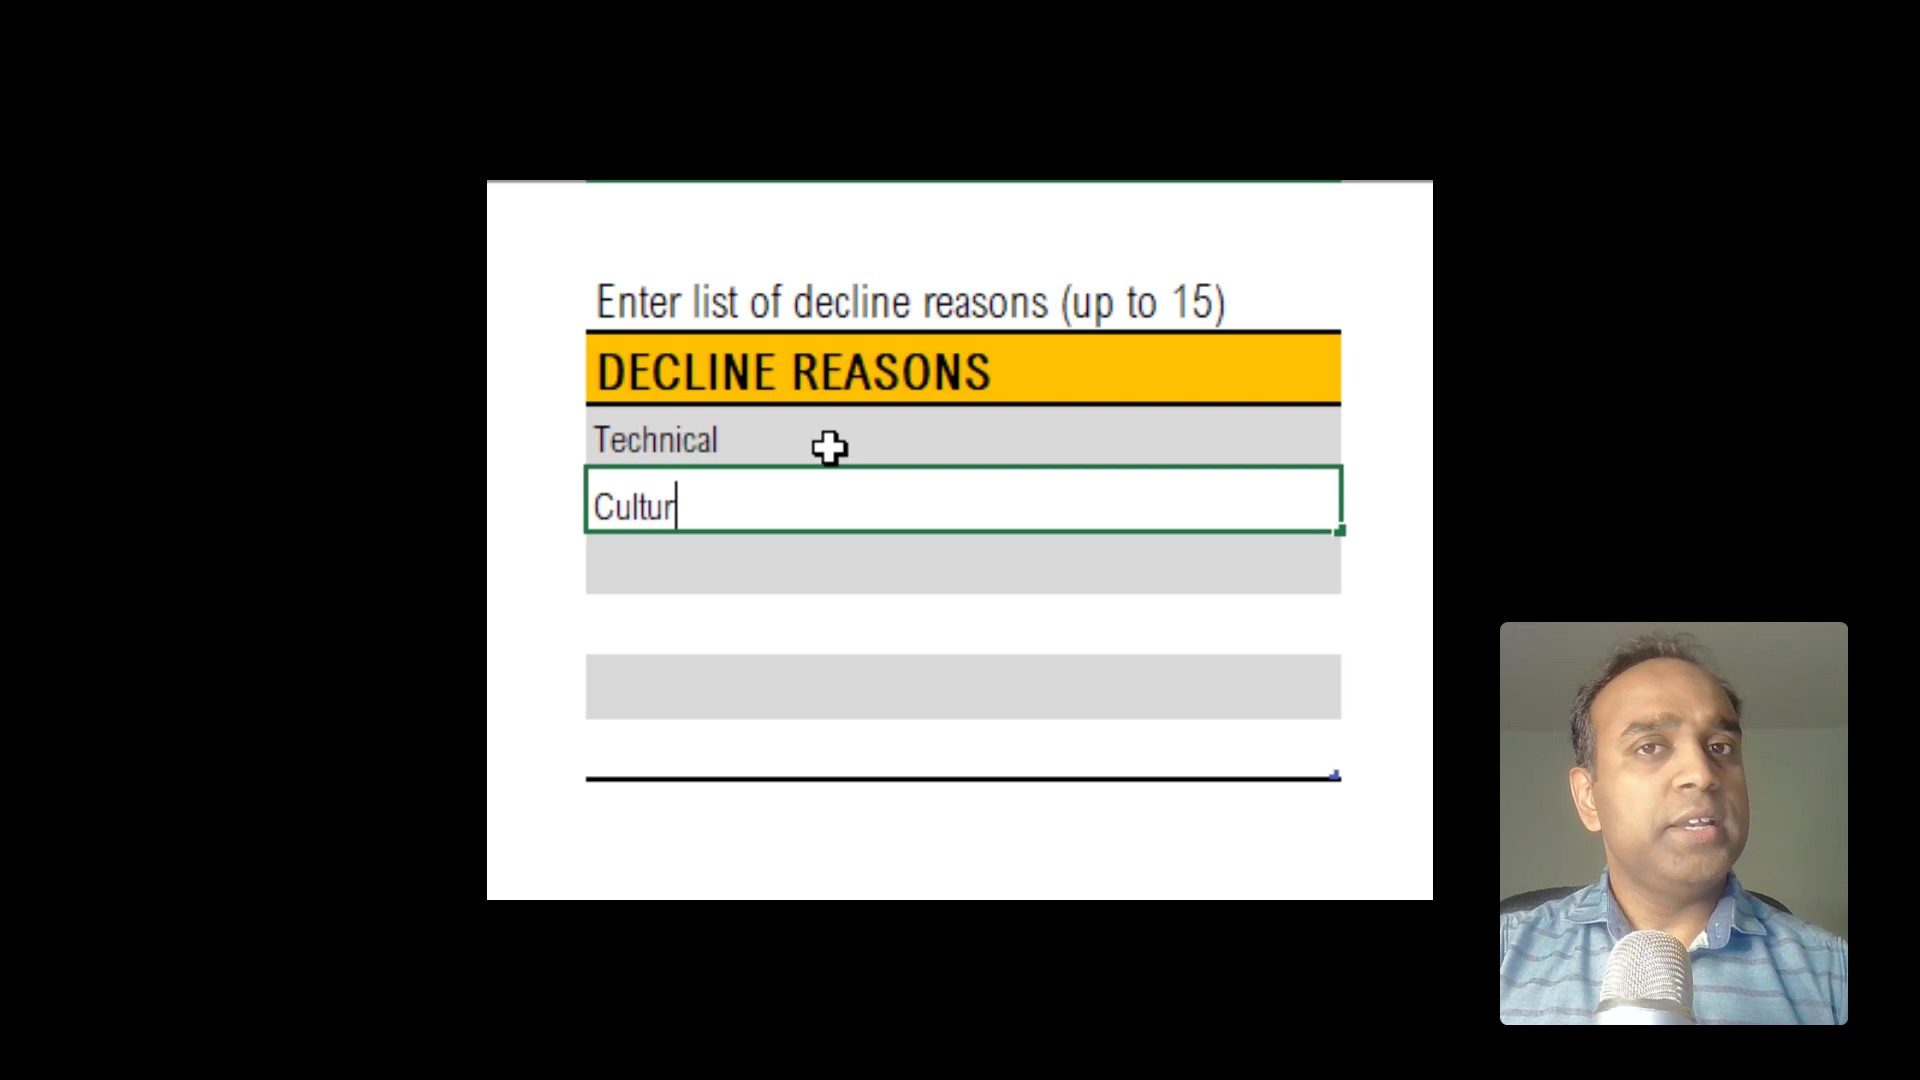 Enter list of decline reasons (up to 15)
DECLINE REASONS
Technical
Cultur